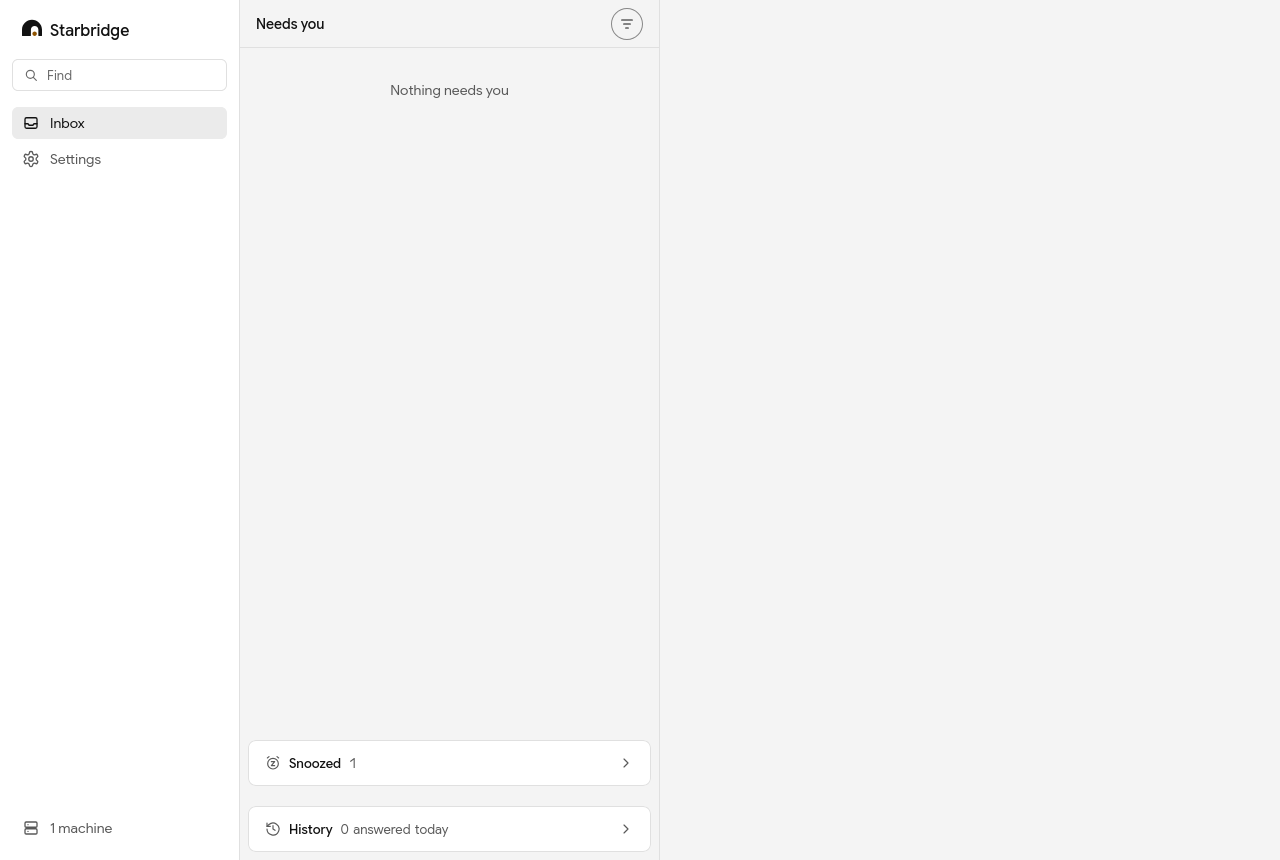 Starbridge
Find
Inbox
Settings
1 machine
Needs you
Nothing needs you
Snoozed 1
History 0 answered today